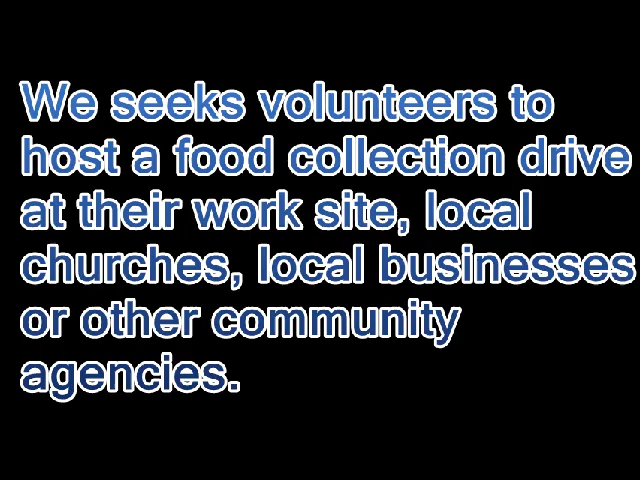 We seeks volunteers to
host a food collection drive
at their work site, local
churches, local businesses
or other community
agencies.